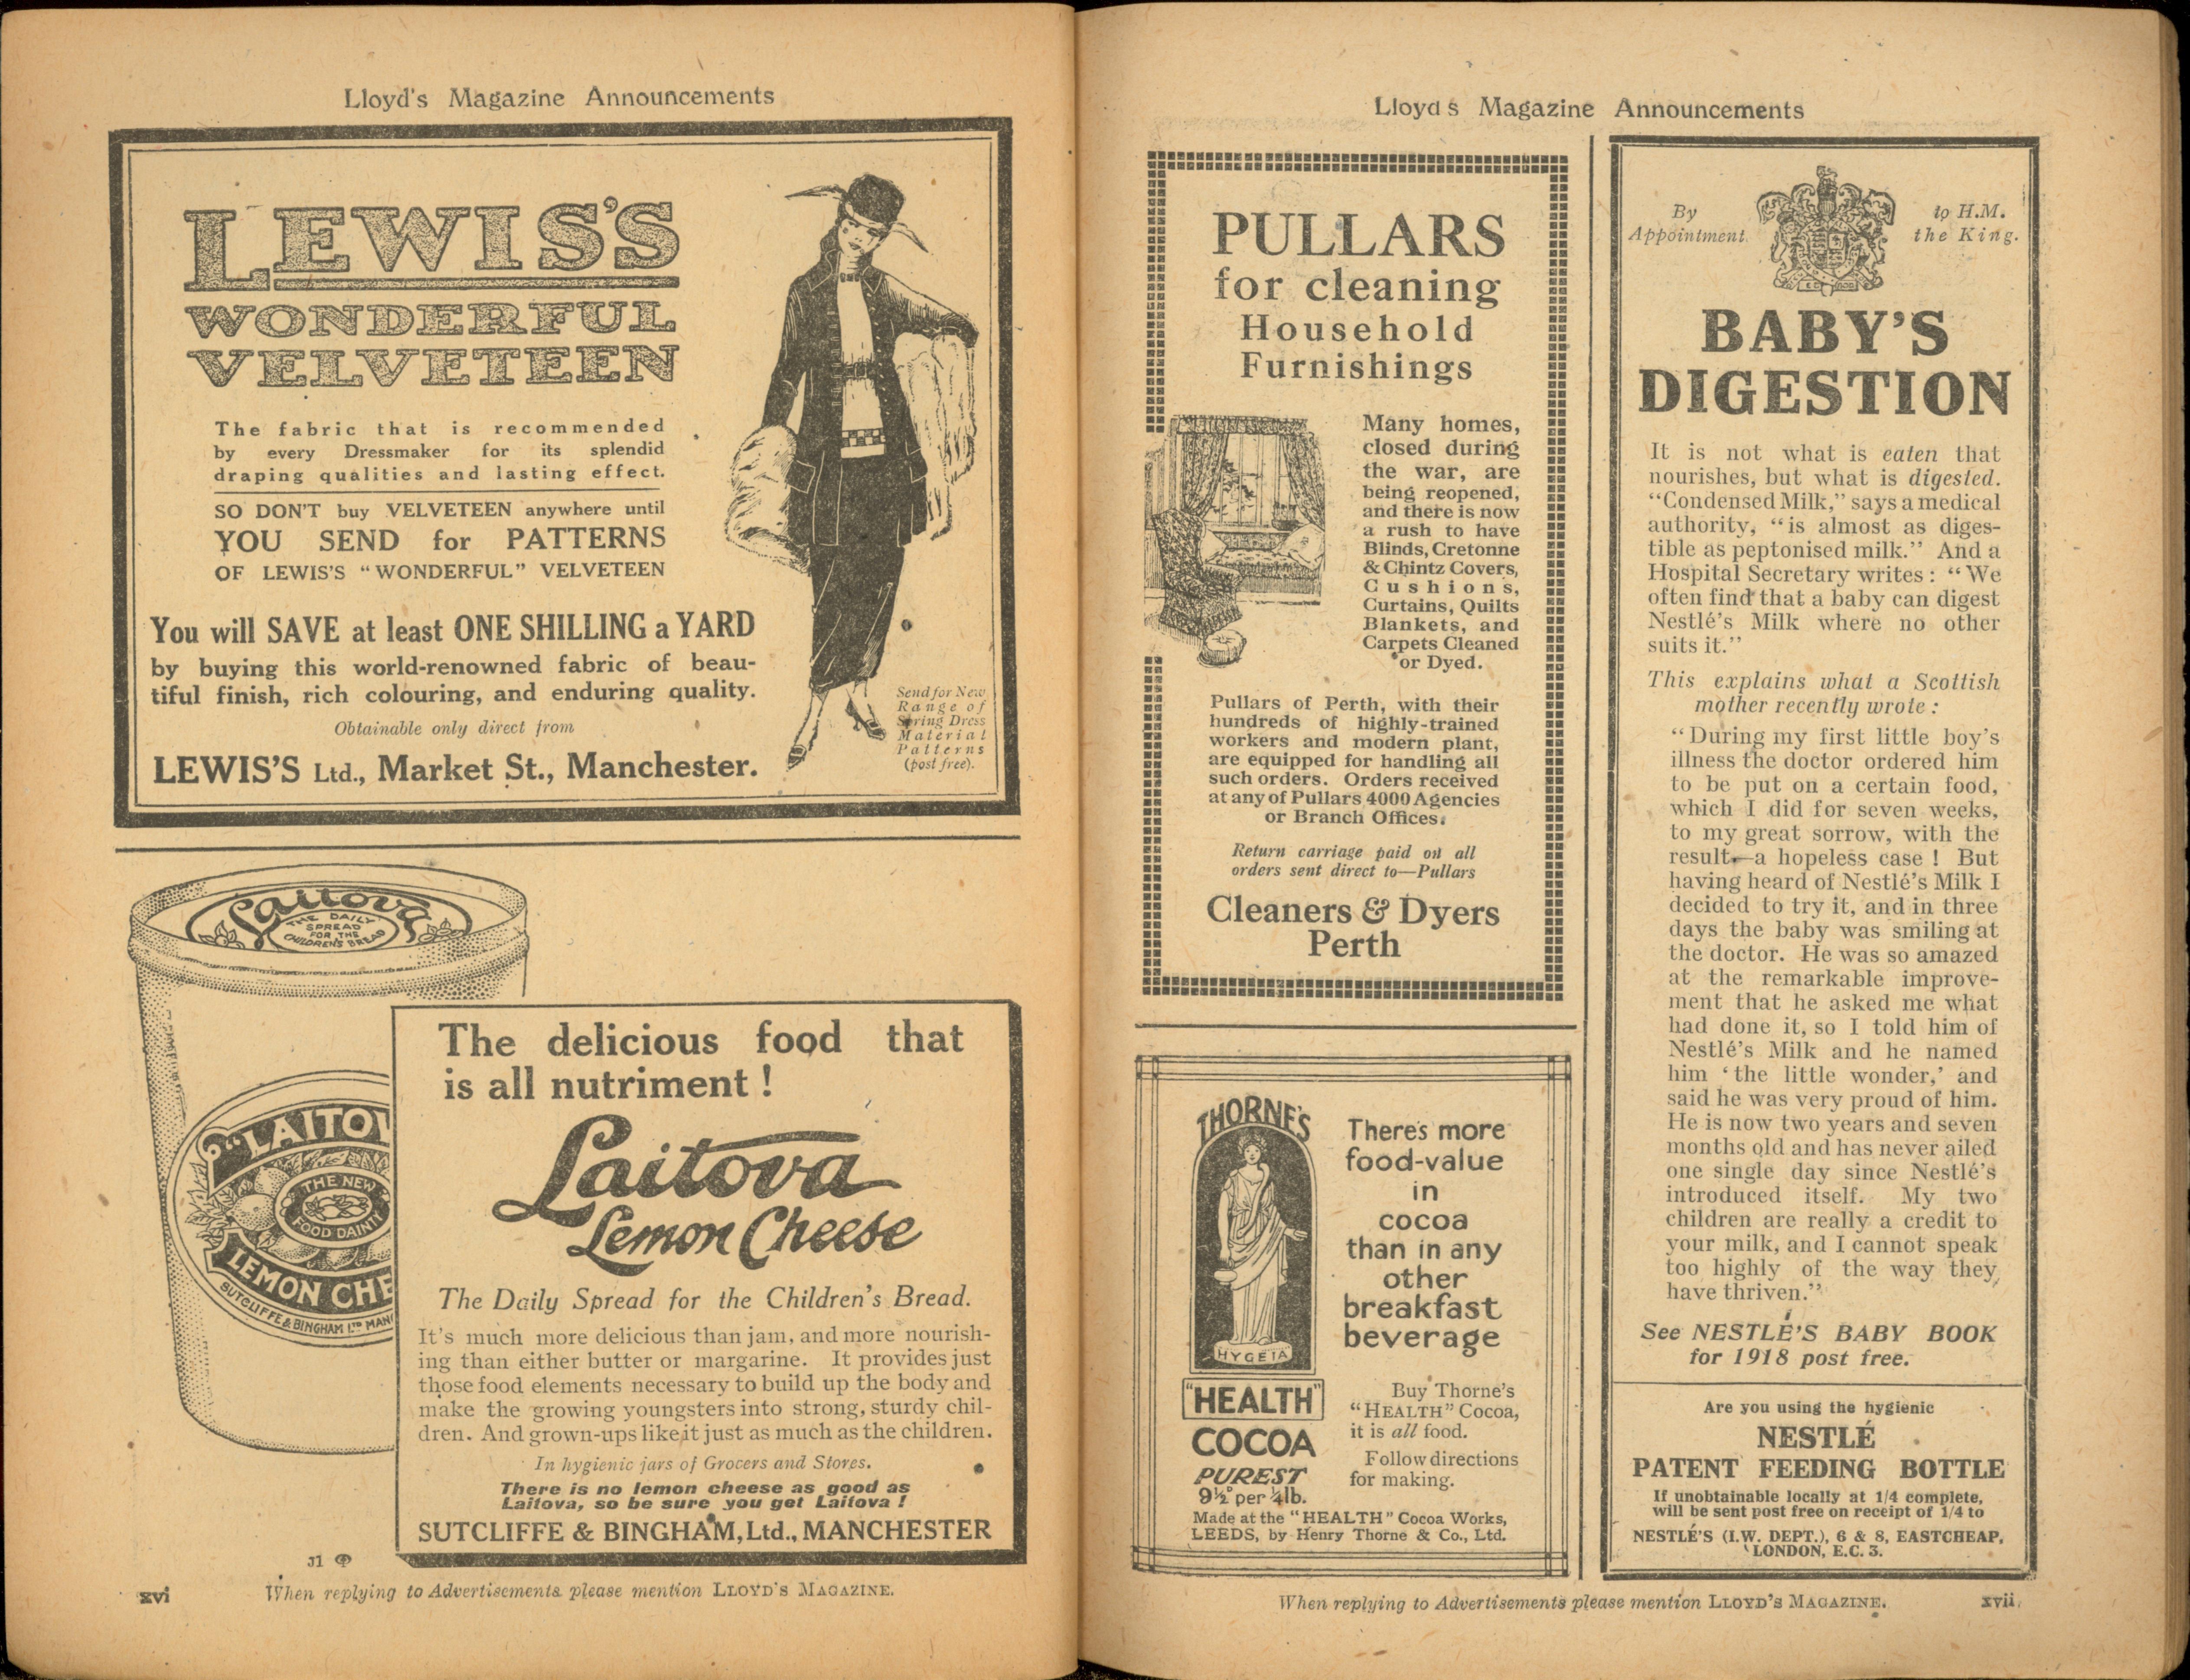 Lloyd's Magazine Announcements
LEWIS'S
WONDERFUL
VELVETEEN
The fabric that is recommended
by every Dressmaker for its splendid
draping qualities and lasting effect.
SO DON'T buy VELVETEEN anywhere until
YOU SEND for PATTERNS
OF LEWIS'S "WONDERFUL" VELVETEEN
You will SAVE at least ONE SHILLING a YARD
by buying this world-renowned fabric of beau-
tiful finish, rich colouring, and enduring quality.
Obtainable only direct from
LEWIS'S Ltd., Market St., Manchester.
Send for New
Range of
Spring Dress
Material
Patterns
(post free).
Laitova
THE DAILY
SPREAD
FOR THE
CHILDREN'S BREAD
"LAITOV
THE NEW
FOOD DAINT
LEMON CHE
SUTCLIFFE & BINGHAM LTD MAN
The delicious food that
is all nutriment !
Laitova
Lemon Cheese
The Daily Spread for the Children's Bread.
It's much more delicious than jam, and more nourish-
ing than either butter or margarine. It provides just
those food elements necessary to build up the body and
make the growing youngsters into strong, sturdy chil-
dren. And grown-ups like it just as much as the children.
In hygienic jars of Grocers and Stores.
There is no lemon cheese as good as
Laitova, so be sure you get Laitova !
SUTCLIFFE & BINGHAM, Ltd., MANCHESTER
J1
xvi
When replying to Advertisements please mention LLOYD'S MAGAZINE.
Lloyd s Magazine Announcements
PULLARS
for cleaning
Household
Furnishings
Many homes,
closed during
the war, are
being reopened,
and there is now
a rush to have
Blinds, Cretonne
& Chintz Covers,
Cushions,
Curtains, Quilts
Blankets, and
Carpets Cleaned
or Dyed.
Pullars of Perth, with their
hundreds of highly-trained
workers and modern plant,
are equipped for handling all
such orders. Orders received
at any of Pullars 4000 Agencies
or Branch Offices.
Return carriage paid on all
orders sent direct to—Pullars
Cleaners & Dyers
Perth
THORNE'S
HYGEIA
"HEALTH"
COCOA
PUREST
9½ᴰ per ¼lb.
There's more
food-value
in
cocoa
than in any
other
breakfast
beverage
Buy Thorne's
"HEALTH" Cocoa,
it is all food.
Follow directions
for making.
Made at the "HEALTH" Cocoa Works,
LEEDS, by Henry Thorne & Co., Ltd.
By
Appointment
to H.M.
the King.
BABY'S
DIGESTION
It is not what is eaten that
nourishes, but what is digested.
"Condensed Milk," says a medical
authority, "is almost as diges-
tible as peptonised milk." And a
Hospital Secretary writes : "We
often find that a baby can digest
Nestlé's Milk where no other
suits it."
This explains what a Scottish
mother recently wrote :
"During my first little boy's
illness the doctor ordered him
to be put on a certain food,
which I did for seven weeks,
to my great sorrow, with the
result—a hopeless case ! But
having heard of Nestlé's Milk I
decided to try it, and in three
days the baby was smiling at
the doctor. He was so amazed
at the remarkable improve-
ment that he asked me what
had done it, so I told him of
Nestlé's Milk and he named
him 'the little wonder,' and
said he was very proud of him.
He is now two years and seven
months old and has never ailed
one single day since Nestlé's
introduced itself. My two
children are really a credit to
your milk, and I cannot speak
too highly of the way they
have thriven."
See NESTLÉ'S BABY BOOK
for 1918 post free.
Are you using the hygienic
NESTLÉ
PATENT FEEDING BOTTLE
If unobtainable locally at 1/4 complete,
will be sent post free on receipt of 1/4 to
NESTLÉ'S (I.W. DEPT.), 6 & 8, EASTCHEAP,
LONDON, E.C. 3.
When replying to Advertisements please mention LLOYD'S MAGAZINE.
xvii